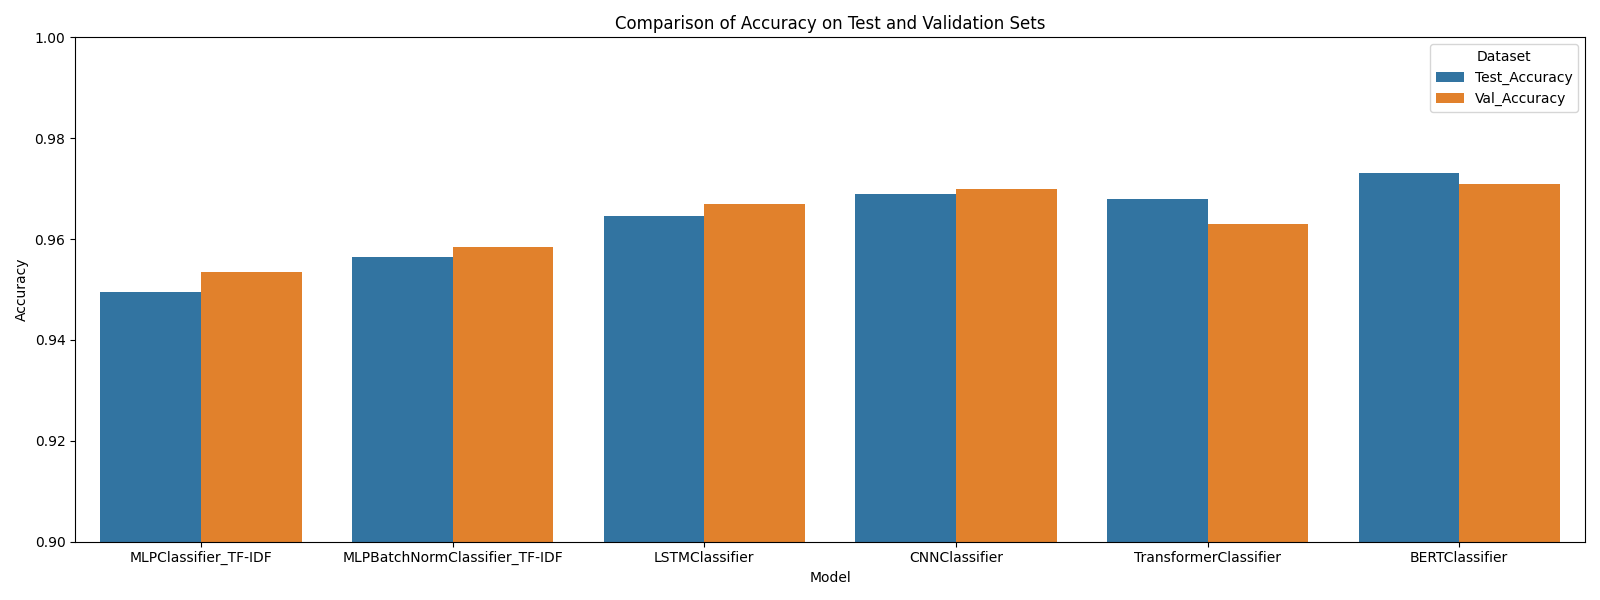 Comparison of Accuracy on Test and Validation Sets
1.00
0.98
0.96
0.94
0.92
0.90
Accuracy
Dataset
Test_Accuracy
Val_Accuracy
MLPClassifier_TF-IDF
MLPBatchNormClassifier_TF-IDF
LSTMClassifier
CNNClassifier
TransformerClassifier
BERTClassifier
Model